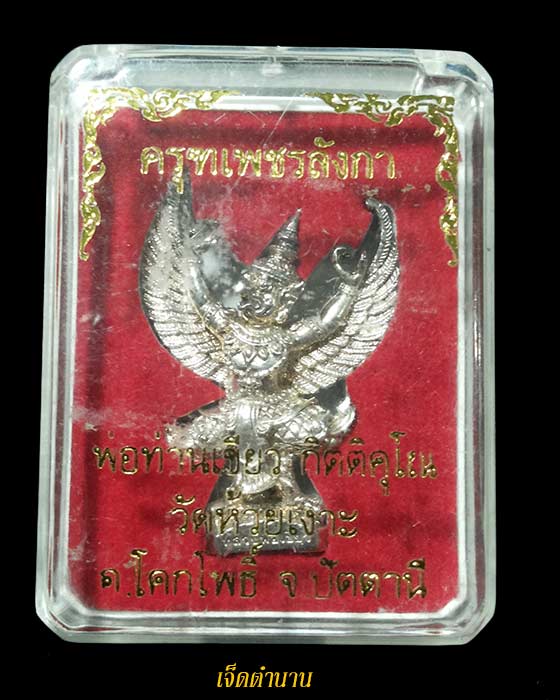 ครุฑเพชรลังกา
พ่อท่านเขียว กิตติคุโณ
วัดห้วยเงาะ
อ.โคกโพธิ์ จ.ปัตตานี
เจ็ดตำนาน